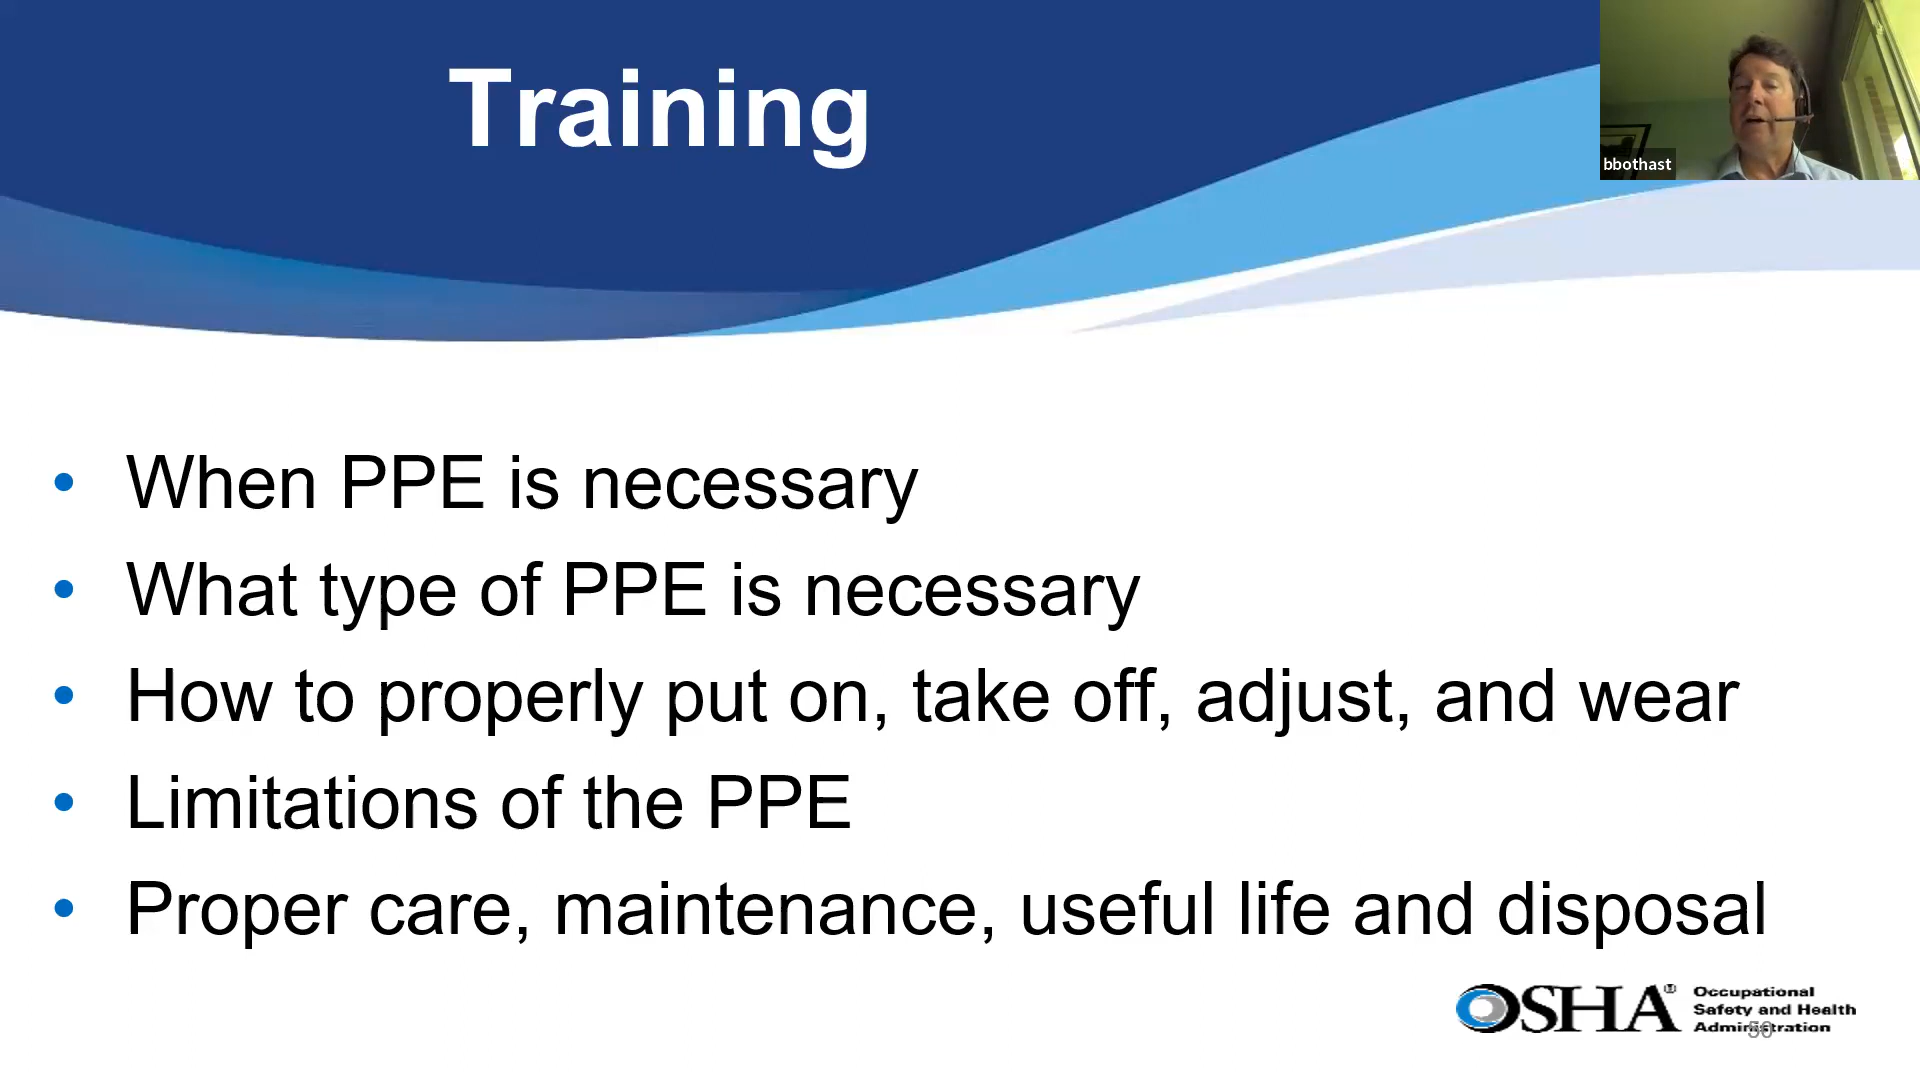 Training
bbothast
• When PPE is necessary
• What type of PPE is necessary
• How to properly put on, take off, adjust, and wear
• Limitations of the PPE
• Proper care, maintenance, useful life and disposal
OSHA®
Occupational
Safety and Health
Administration
50